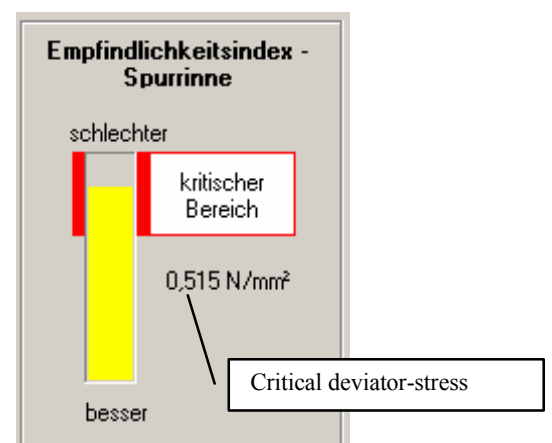 Empfindlichkeitsindex -
Spurrinne
schlechter
kritischer
Bereich
0,515 N/mm²
Critical deviator-stress
besser